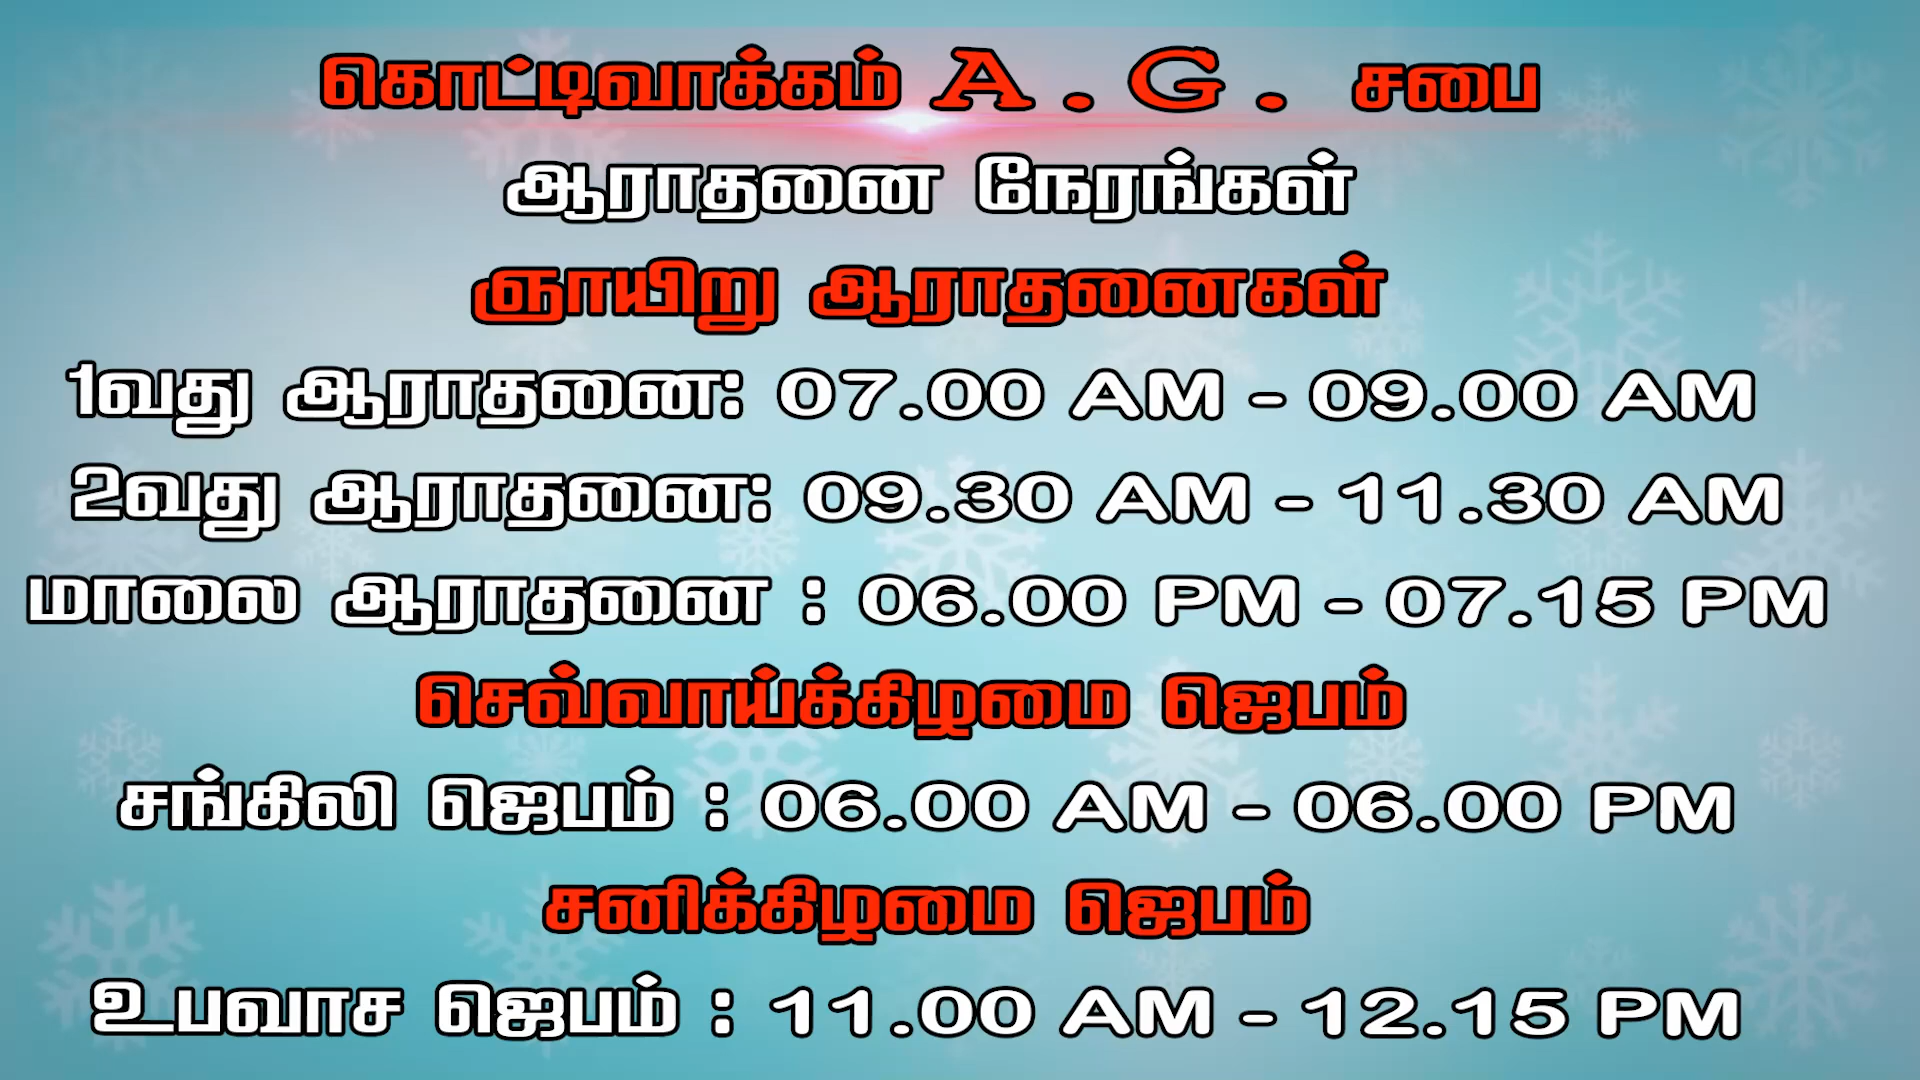 கொட்டிவாக்கம் A . G . சபை
ஆராதனை நேரங்கள்
ஞாயிறு ஆராதனைகள்
1வது ஆராதனை: 07.00 AM - 09.00 AM
2வது ஆராதனை: 09.30 AM - 11.30 AM
மாலை ஆராதனை : 06.00 PM - 07.15 PM
செவ்வாய்க்கிழமை ஜெபம்
சங்கிலி ஜெபம் : 06.00 AM - 06.00 PM
சனிக்கிழமை ஜெபம்
உபவாச ஜெபம் : 11.00 AM - 12.15 PM